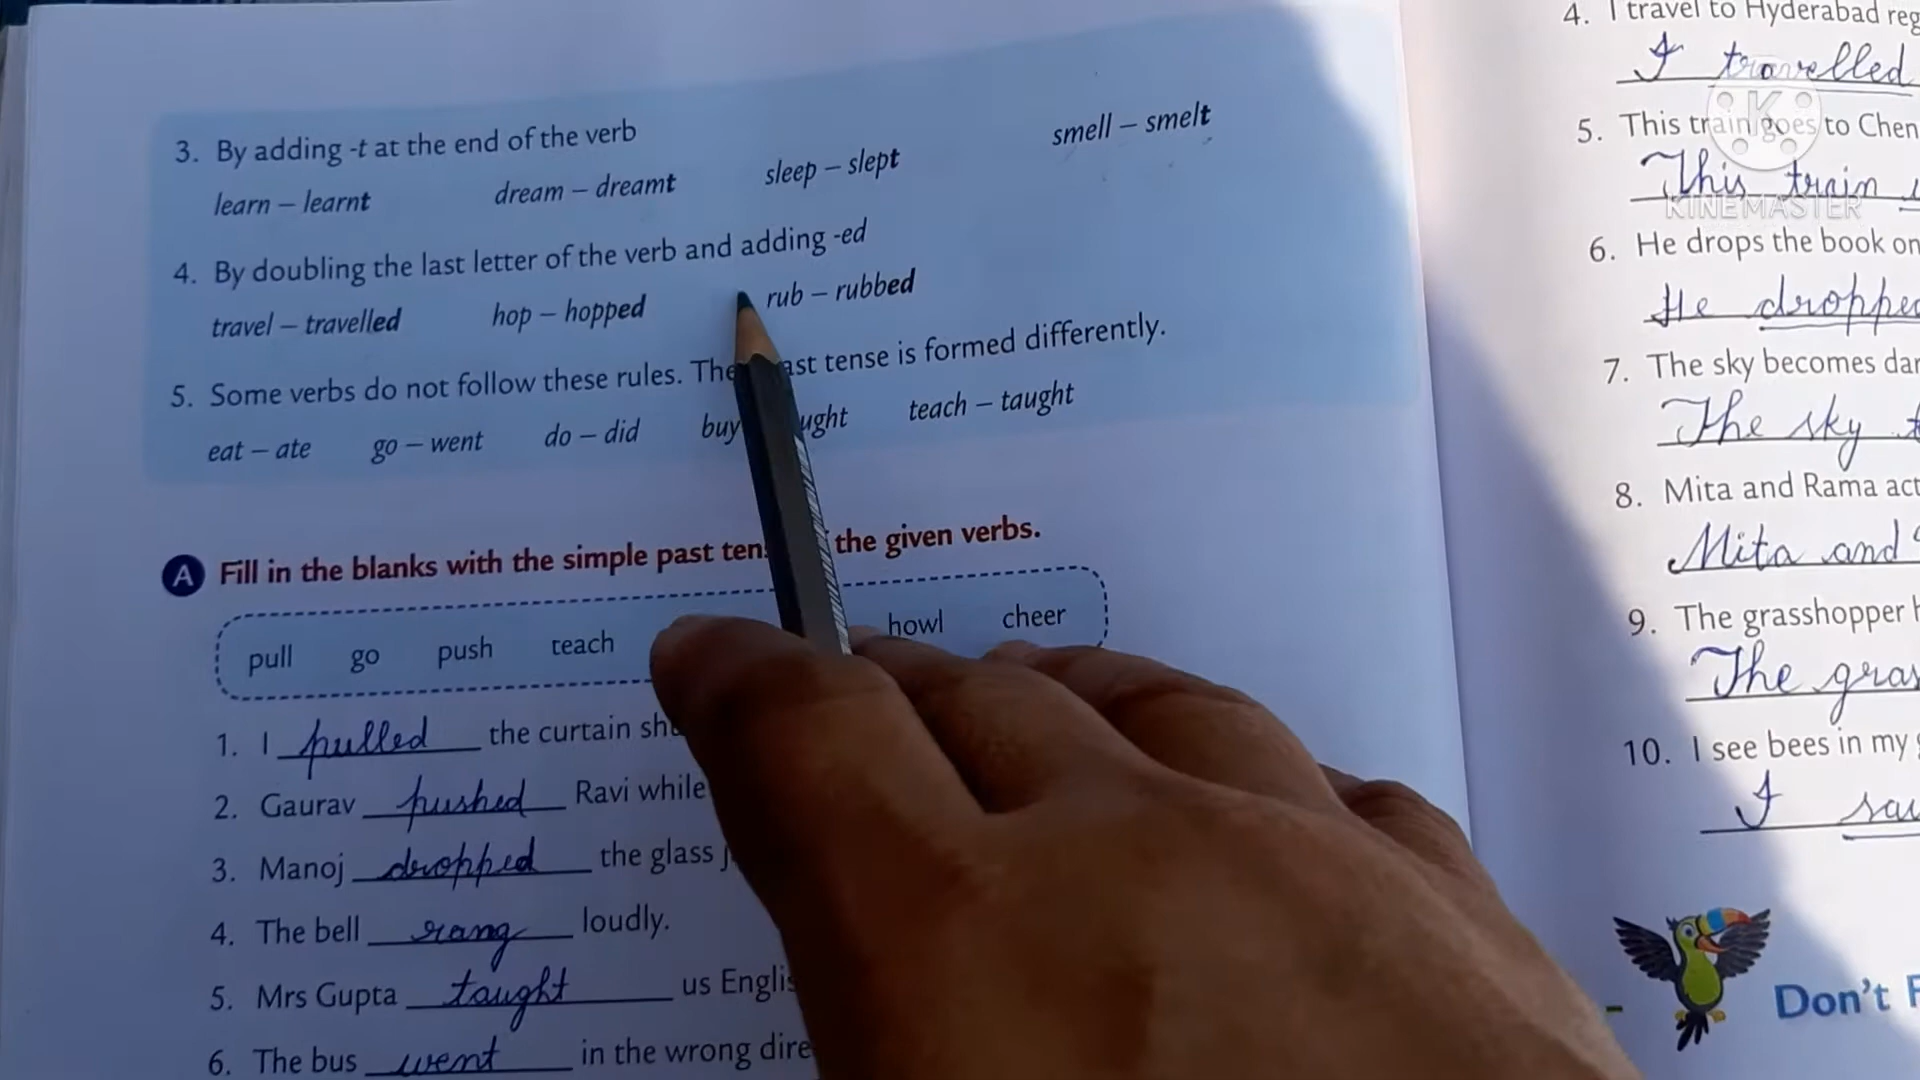 3. By adding -t at the end of the verb
learn – learnt dream – dreamt sleep – slept smell – smelt
4. By doubling the last letter of the verb and adding -ed
travel – travelled hop – hopped rub – rubbed
5. Some verbs do not follow these rules. The ast tense is formed differently.
eat – ate go – went do – did buy ught teach – taught
A Fill in the blanks with the simple past ten the given verbs.
pull go push teach howl cheer
1. I pulled the curtain
2. Gaurav pushed Ravi while
3. Manoj dropped the glass
4. The bell rang loudly.
5. Mrs Gupta taught us Englis
6. The bus went in the wrong dire
4. I travel to Hyderabad reg
I travelled
5. This train goes to Chen
This train
6. He drops the book on
He dropped
7. The sky becomes dar
The sky
8. Mita and Rama act
Mita and
9. The grasshopper
The gras
10. I see bees in my
I saw
Don't F
K
KINEMASTER